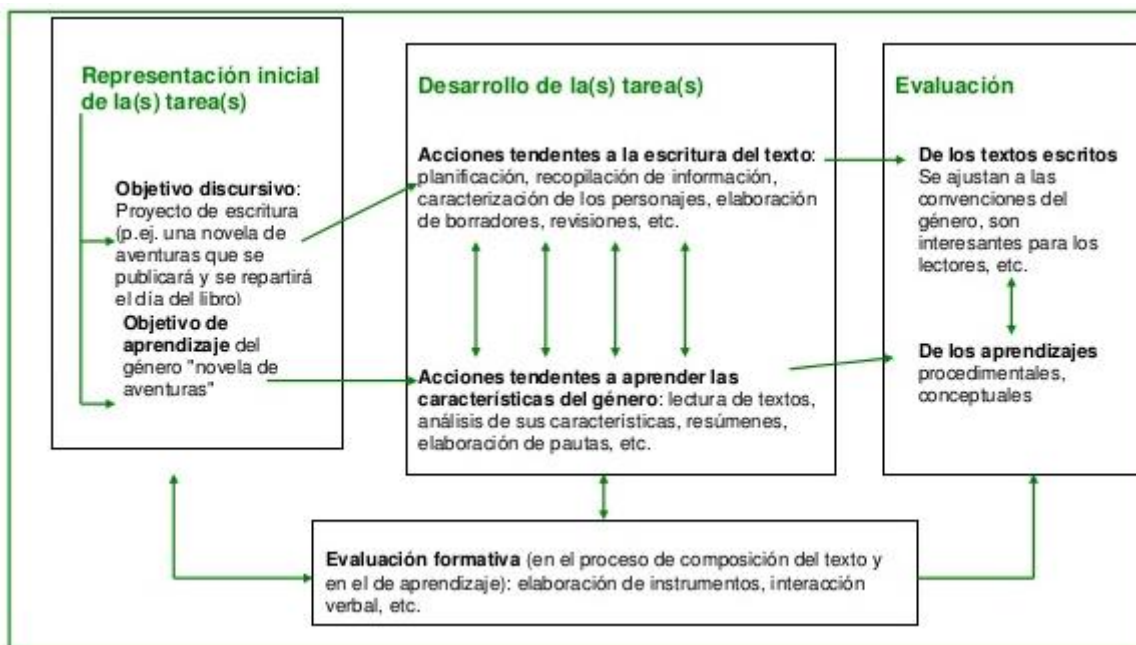 Representación inicial
de la(s) tarea(s)
Objetivo discursivo:
Proyecto de escritura
(p.ej. una novela de
aventuras que se
publicará y se repartirá
el día del libro)
Objetivo de
aprendizaje del
género "novela de
aventuras"
Desarrollo de la(s) tarea(s)
Acciones tendentes a la escritura del texto:
planificación, recopilación de información,
caracterización de los personajes, elaboración
de borradores, revisiones, etc.
Acciones tendentes a aprender las
características del género: lectura de textos,
análisis de sus características, resúmenes,
elaboración de pautas, etc.
Evaluación
De los textos escritos
Se ajustan a las
convenciones del
género, son
interesantes para los
lectores, etc.
De los aprendizajes
procedimentales,
conceptuales
Evaluación formativa (en el proceso de composición del texto y
en el de aprendizaje): elaboración de instrumentos, interacción
verbal, etc.